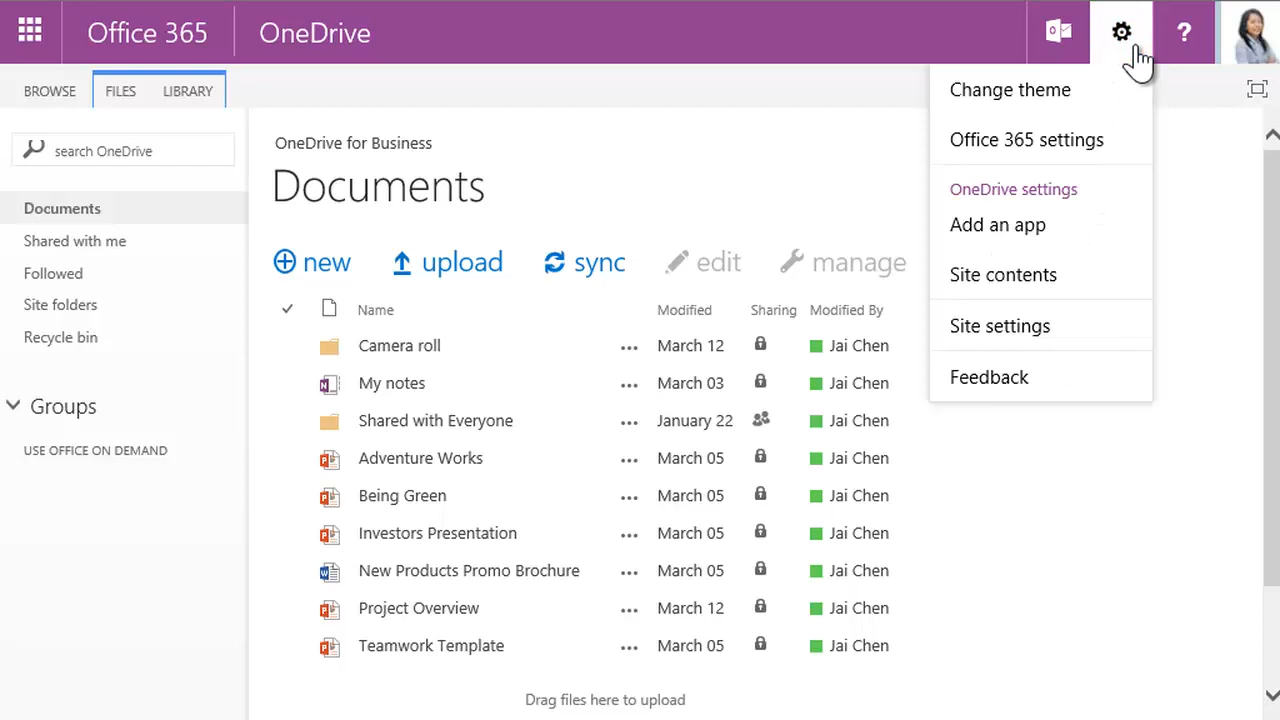 Office 365 OneDrive ?
BROWSE FILES LIBRARY
search OneDrive
Documents
Shared with me
Followed
Site folders
Recycle bin
Groups
USE OFFICE ON DEMAND
OneDrive for Business
Documents
new upload sync edit manage
Name Modified Sharing Modified By
Camera roll ... March 12 Jai Chen
My notes ... March 03 Jai Chen
Shared with Everyone ... January 22 Jai Chen
Adventure Works ... March 05 Jai Chen
Being Green ... March 05 Jai Chen
Investors Presentation ... March 05 Jai Chen
New Products Promo Brochure ... March 05 Jai Chen
Project Overview ... March 12 Jai Chen
Teamwork Template ... March 05 Jai Chen
Drag files here to upload
Change theme
Office 365 settings
OneDrive settings
Add an app
Site contents
Site settings
Feedback